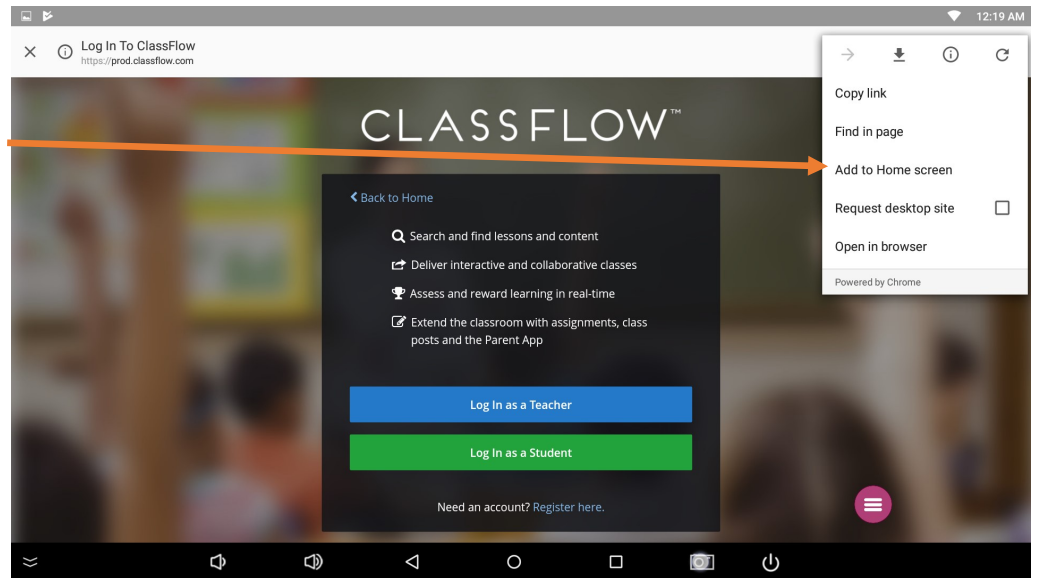 12:19 AM
Log In To ClassFlow
https://prod.classflow.com
Copy link
Find in page
Add to Home screen
Request desktop site
Open in browser
Powered by Chrome
CLASSFLOW™
Back to Home
Search and find lessons and content
Deliver interactive and collaborative classes
Assess and reward learning in real-time
Extend the classroom with assignments, class
posts and the Parent App
Log In as a Teacher
Log In as a Student
Need an account? Register here.